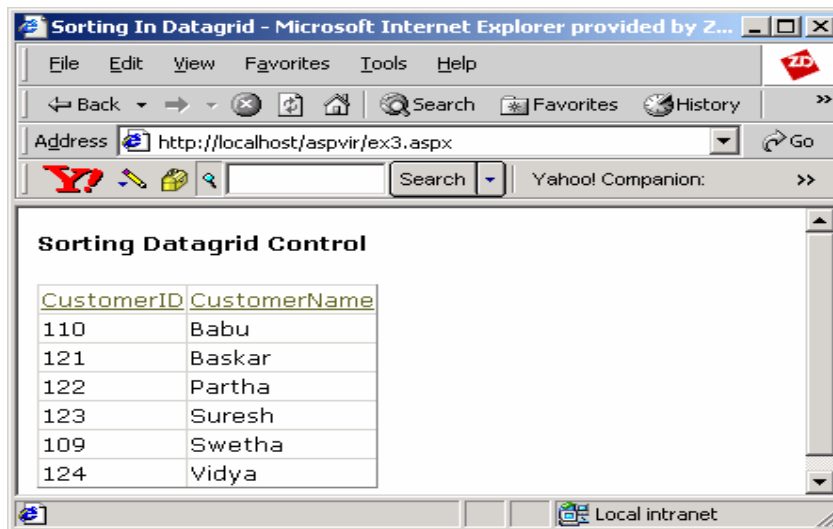 Sorting In Datagrid - Microsoft Internet Explorer provided by Z...
File Edit View Favorites Tools Help
ZD
Back Search Favorites History »
Address http://localhost/aspvir/ex3.aspx Go
Y! Search Yahoo! Companion: »
Sorting Datagrid Control
CustomerID CustomerName
110 Babu
121 Baskar
122 Partha
123 Suresh
109 Swetha
124 Vidya
Local intranet